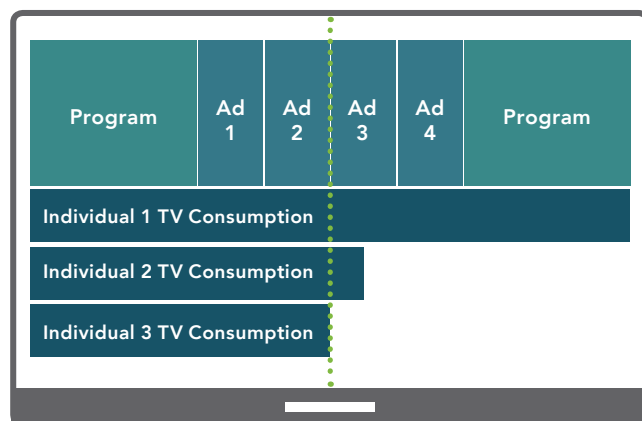 Program
Ad
1
Ad
2
Ad
3
Ad
4
Program
Individual 1 TV Consumption
Individual 2 TV Consumption
Individual 3 TV Consumption